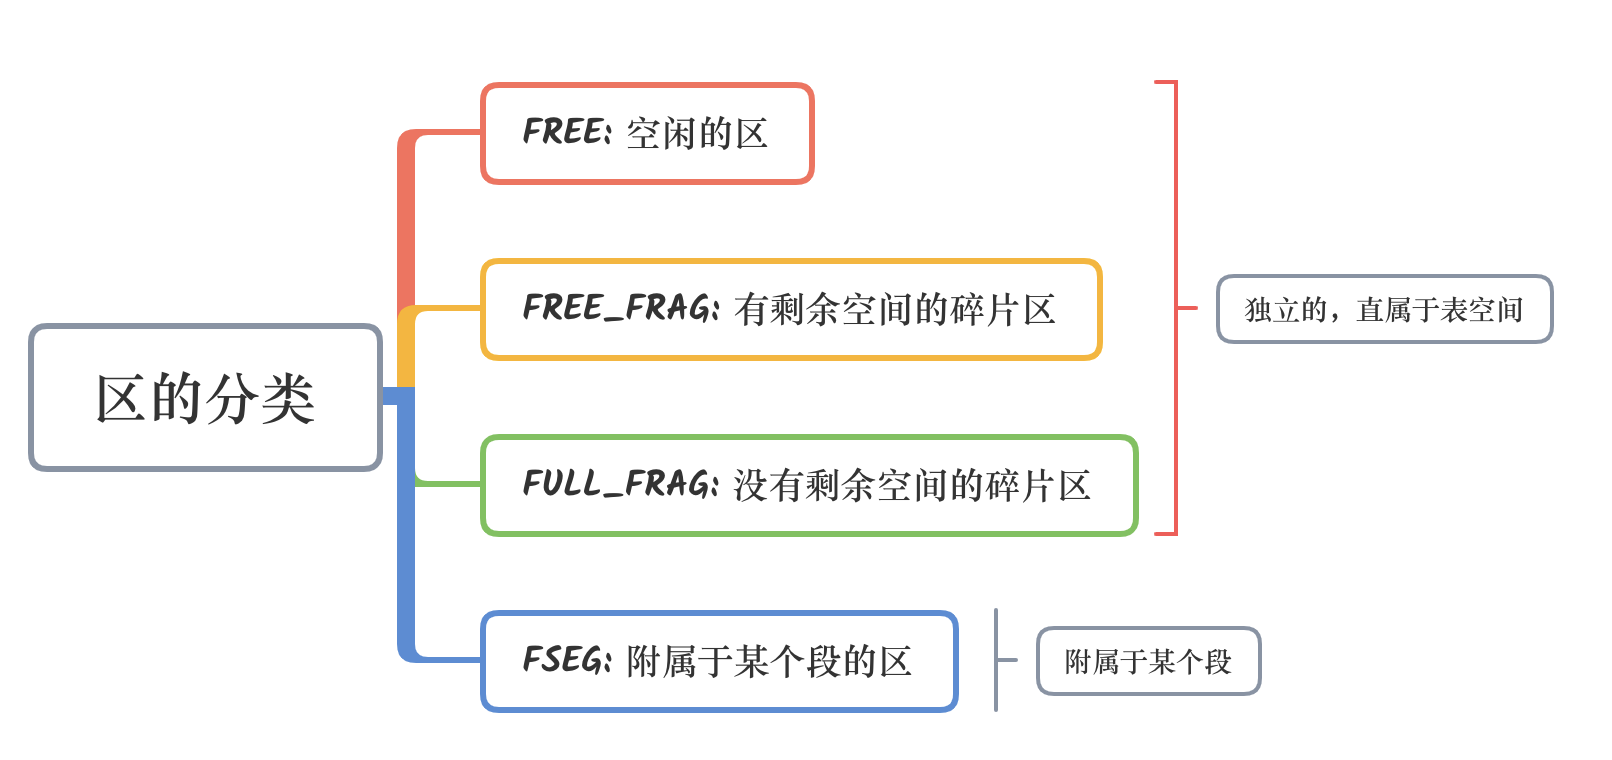 区的分类
FREE: 空闲的区
FREE_FRAG: 有剩余空间的碎片区
FULL_FRAG: 没有剩余空间的碎片区
独立的，直属于表空间
FSEG: 附属于某个段的区
附属于某个段